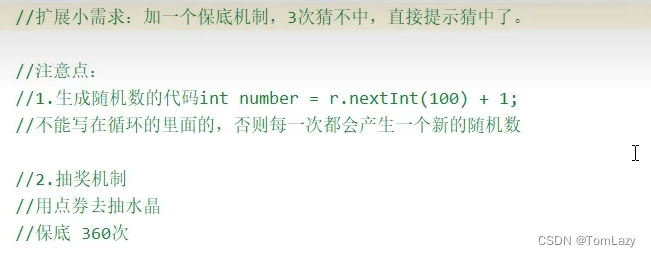 //扩展小需求：加一个保底机制，3次猜不中，直接提示猜中了。
//注意点：
//1.生成随机数的代码int number = r.nextInt(100) + 1;
//不能写在循环的里面的，否则每一次都会产生一个新的随机数
//2.抽奖机制
//用点券去抽水晶
//保底 360次
CSDN @TomLazy